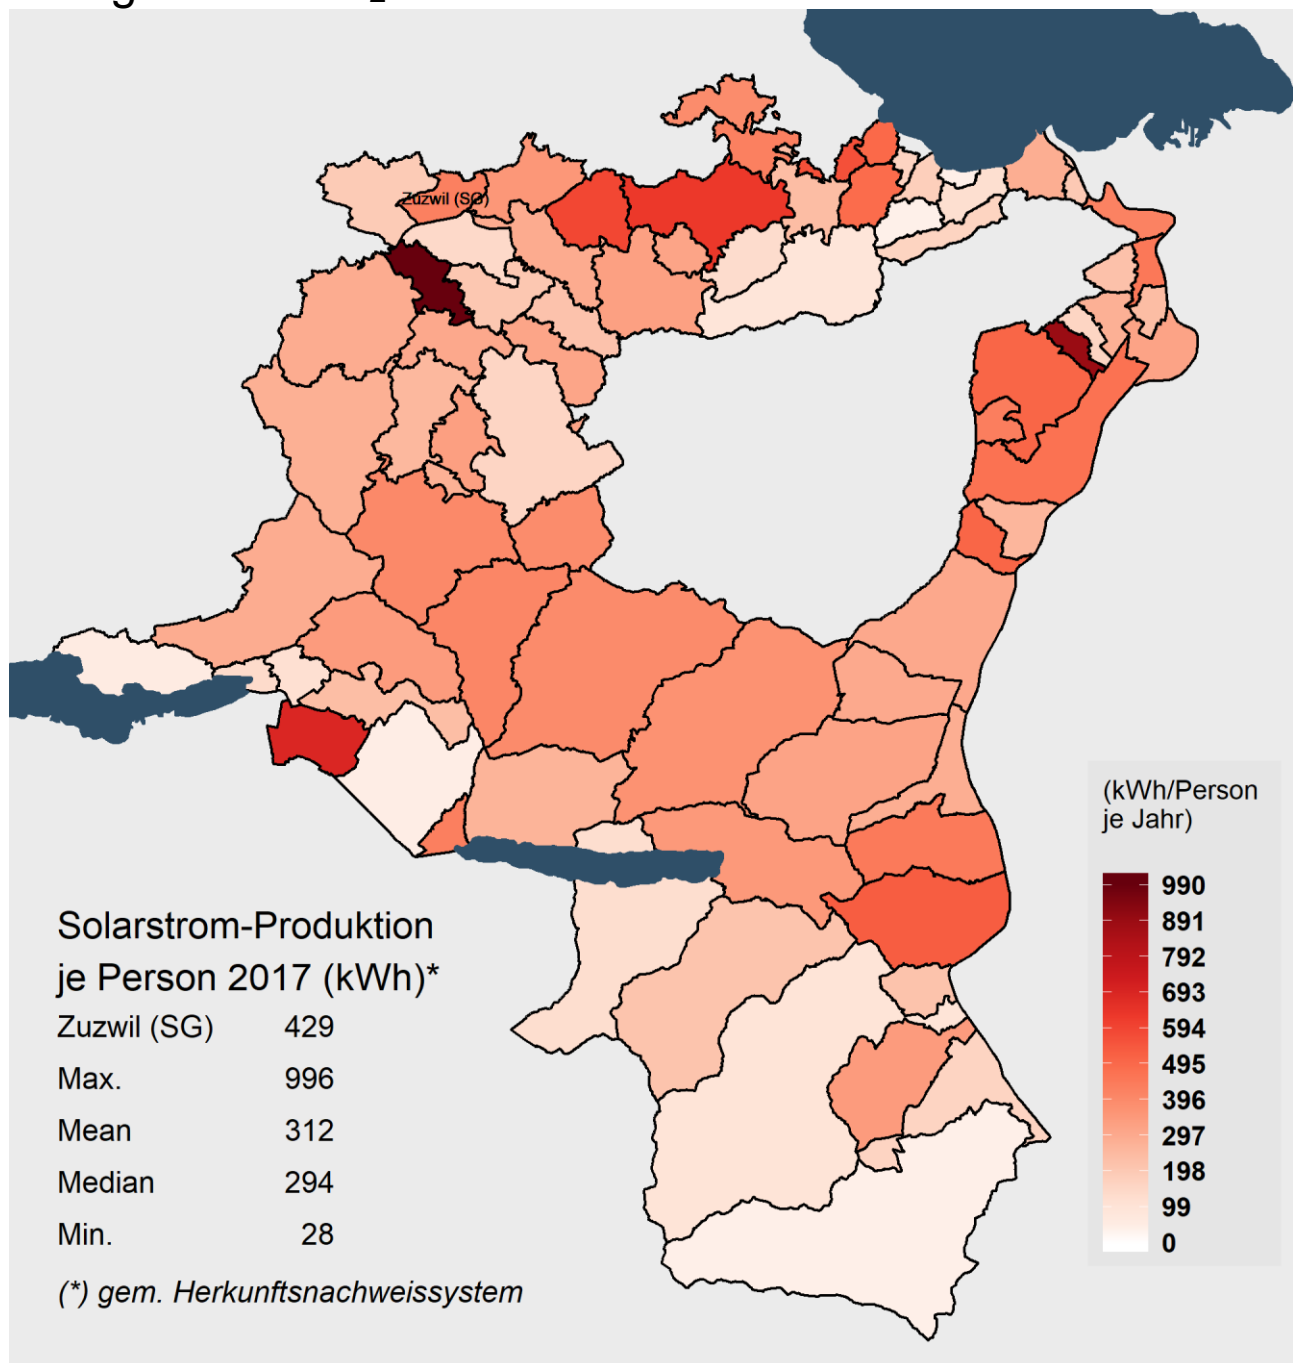 Zuzwil (SG)
(kWh/Person
je Jahr)
990
891
792
693
594
495
396
297
198
99
0
Solarstrom-Produktion
je Person 2017 (kWh)*
Zuzwil (SG) 429
Max. 996
Mean 312
Median 294
Min. 28
(*) gem. Herkunftsnachweissystem